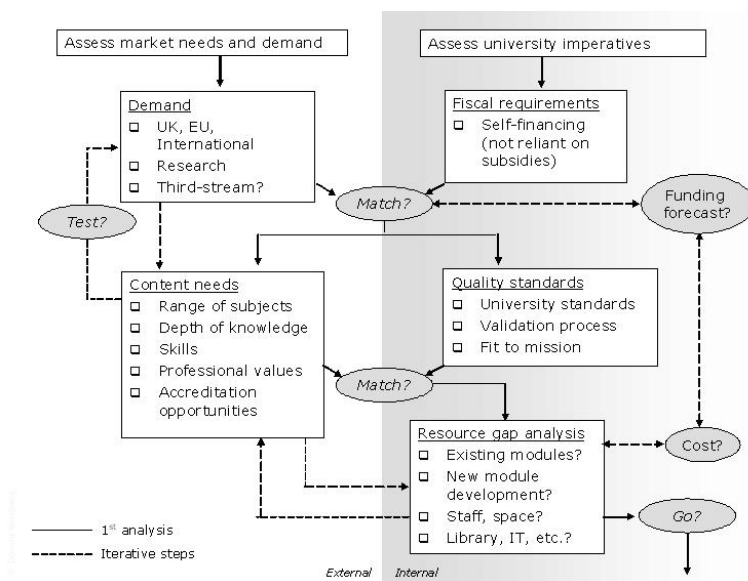 Assess market needs and demand
Assess university imperatives
Demand
❑ UK, EU,
International
❑ Research
❑ Third-stream?
Fiscal requirements
❑ Self-financing
(not reliant on
subsidies)
Test?
Match?
Funding
forecast?
Content needs
❑ Range of subjects
❑ Depth of knowledge
❑ Skills
❑ Professional values
❑ Accreditation
opportunities
Quality standards
❑ University standards
❑ Validation process
❑ Fit to mission
Match?
Resource gap analysis
❑ Existing modules?
❑ New module
development?
❑ Staff, space?
❑ Library, IT, etc.?
Cost?
Go?
1st analysis
Iterative steps
External Internal